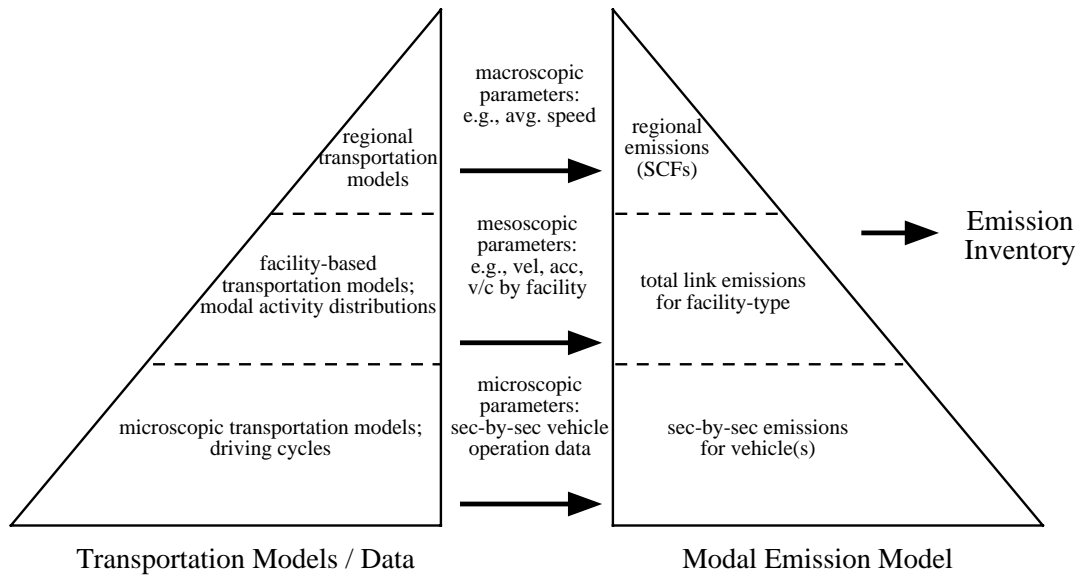 macroscopic
parameters:
e.g., avg. speed
regional
transportation
models
regional
emissions
(SCFs)
mesoscopic
parameters:
e.g., vel, acc,
v/c by facility
Emission
Inventory
facility-based
transportation models;
modal activity distributions
total link emissions
for facility-type
microscopic
parameters:
sec-by-sec vehicle
operation data
microscopic transportation models;
driving cycles
sec-by-sec emissions
for vehicle(s)
Transportation Models / Data
Modal Emission Model